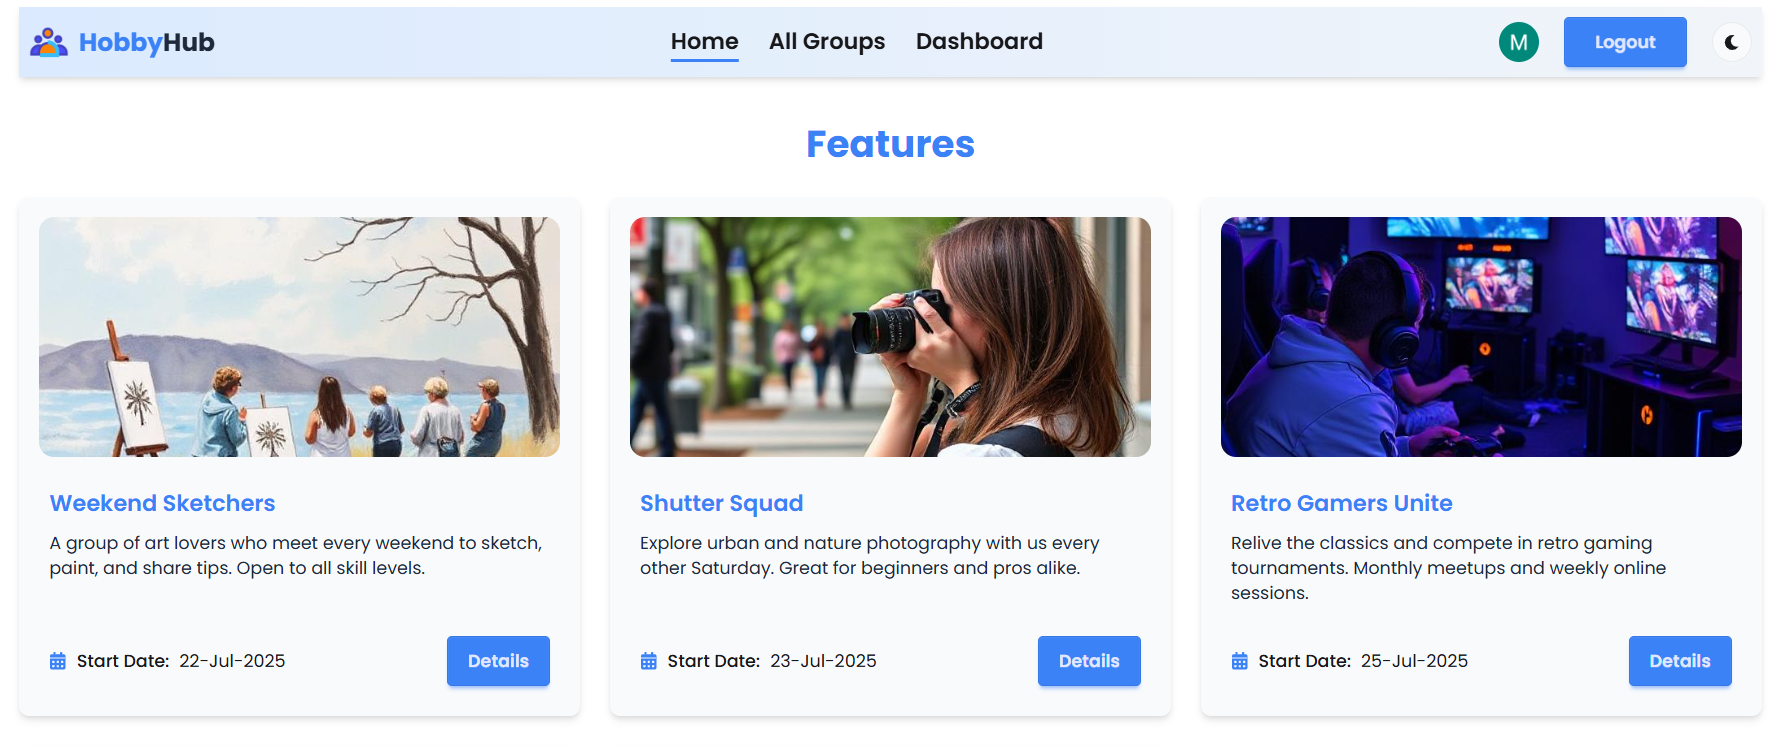 HobbyHub
Home All Groups Dashboard
M
Logout
Features
Weekend Sketchers
A group of art lovers who meet every weekend to sketch,
paint, and share tips. Open to all skill levels.
Start Date: 22-Jul-2025
Details
Shutter Squad
Explore urban and nature photography with us every
other Saturday. Great for beginners and pros alike.
Start Date: 23-Jul-2025
Details
Retro Gamers Unite
Relive the classics and compete in retro gaming
tournaments. Monthly meetups and weekly online
sessions.
Start Date: 25-Jul-2025
Details